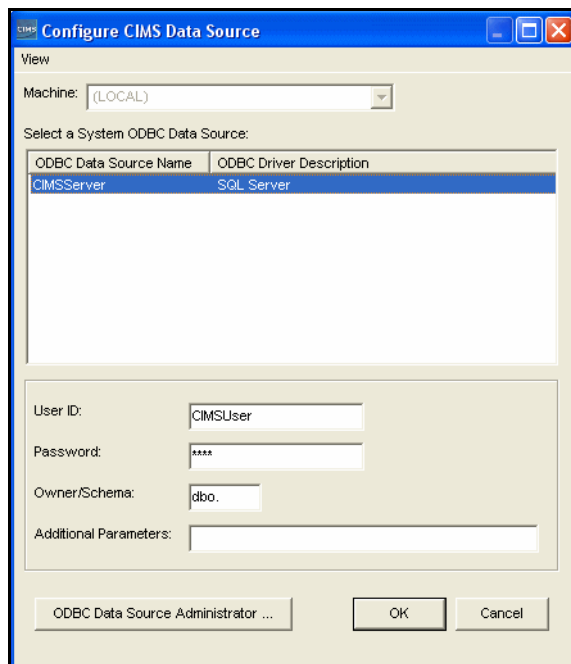 CIMS Configure CIMS Data Source
View
Machine: (LOCAL)
Select a System ODBC Data Source:
ODBC Data Source Name ODBC Driver Description
CIMSServer SQL Server
User ID: CIMSUser
Password: ****
Owner/Schema: dbo.
Additional Parameters:
ODBC Data Source Administrator ... OK Cancel